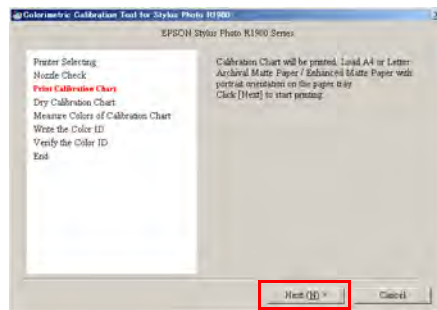 Colorimetric Calibration Tool for Stylus Photo R1900
EPSON Stylus Photo R1900 Series
Printer Selecting
Nozzle Check
Print Calibration Chart
Dry Calibration Chart
Measure Colors of Calibration Chart
Write the Color ID
Verify the Color ID
End
Calibration Chart will be printed. Load A4 or Letter
Archival Matte Paper / Enhanced Matte Paper with
portrait orientation on the paper tray.
Click [Next] to start printing.
Next (N) >
Cancel